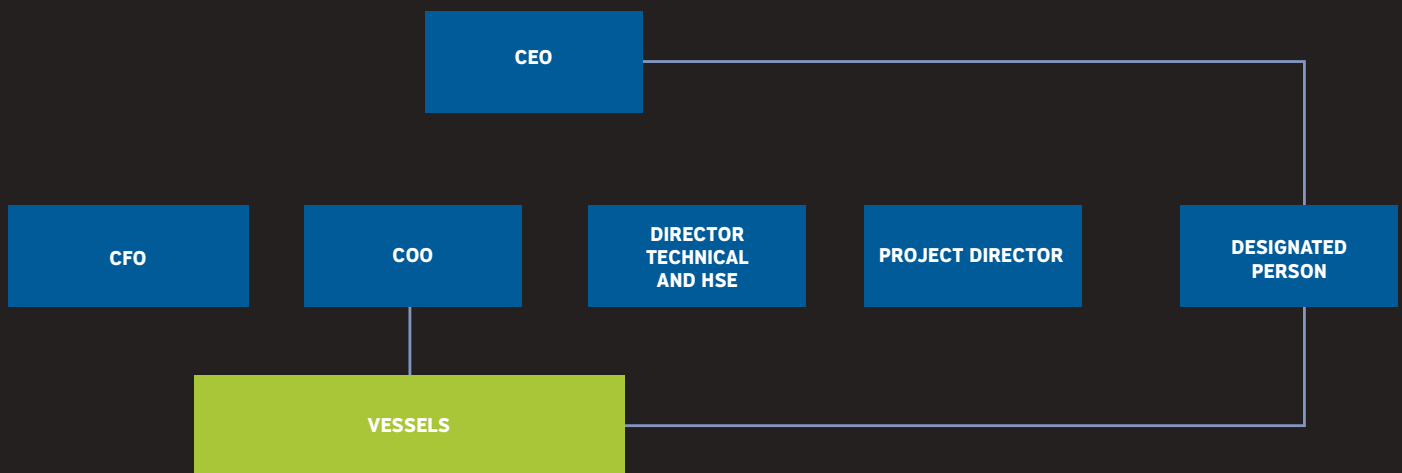 CEO
CFO
COO
DIRECTOR
TECHNICAL
AND HSE
PROJECT DIRECTOR
DESIGNATED
PERSON
VESSELS